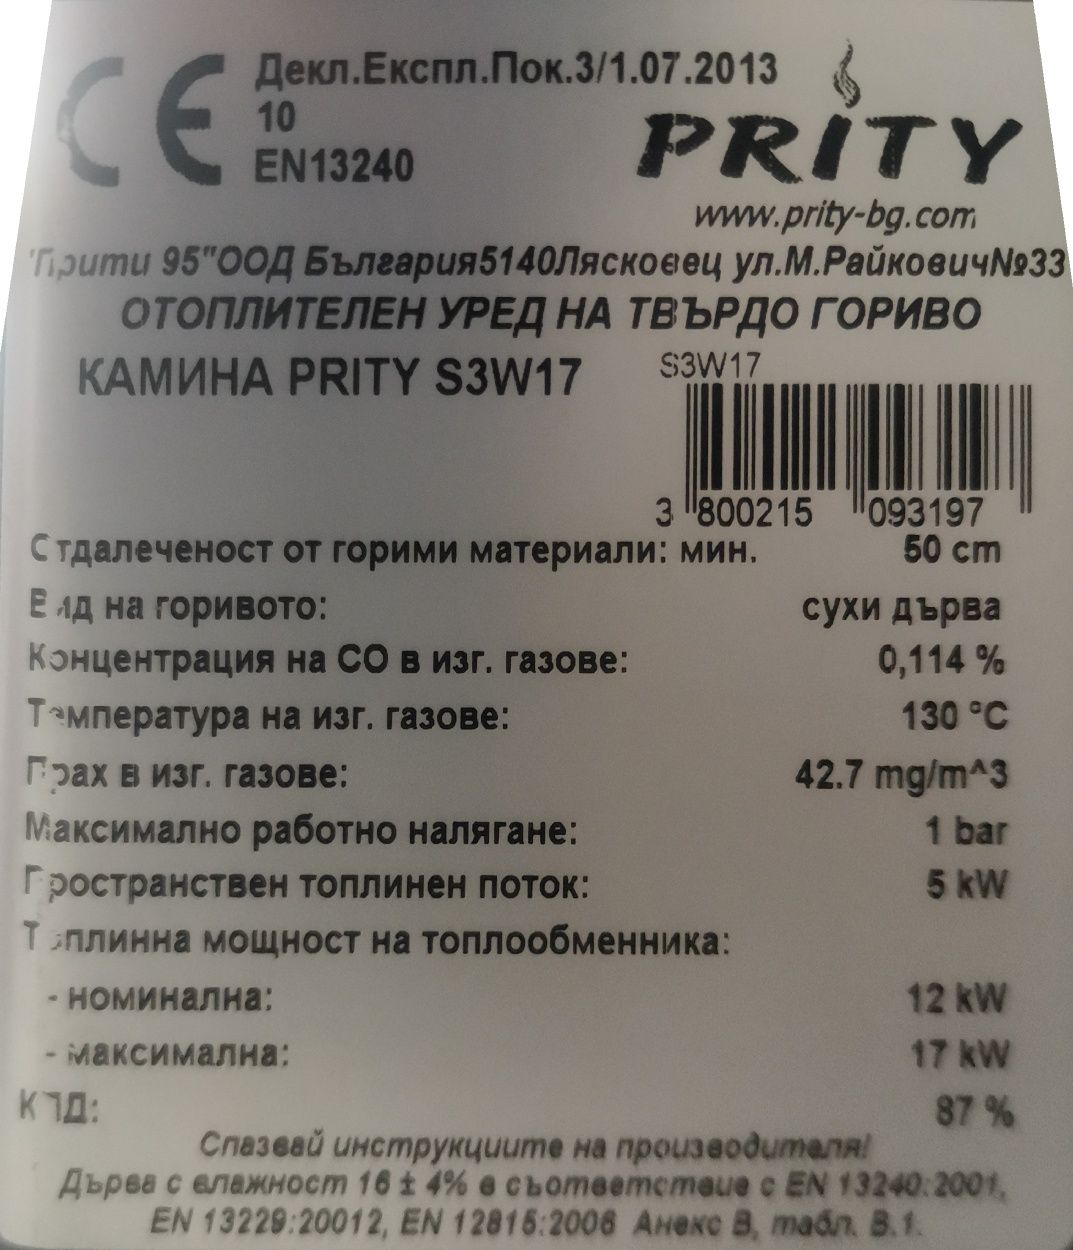 CE Декл.Експл.Пок.3/1.07.2013
10
EN13240
PRITY
www.prity-bg.com
"Прити 95"ООД България5140Лясковец ул.М.Райкович№33
ОТОПЛИТЕЛЕН УРЕД НА ТВЪРДО ГОРИВО
КАМИНА PRITY S3W17
S3W17
3 800215 093197
Отдалеченост от горими материали: мин. 50 cm
Вид на горивото: сухи дърва
Концентрация на CO в изг. газове: 0,114 %
Температура на изг. газове: 130 °C
Прах в изг. газове: 42.7 mg/m^3
Максимално работно налягане: 1 bar
Пространствен топлинен поток: 5 kW
Топлинна мощност на топлообменника:
- номинална: 12 kW
- максимална: 17 kW
КПД: 87 %
Спазвай инструкциите на производителя!
Дърва с влажност 16 ± 4% в съответствие с EN 13240:2001,
EN 13229:20012, EN 12815:2006 Анекс В, табл. В.1.